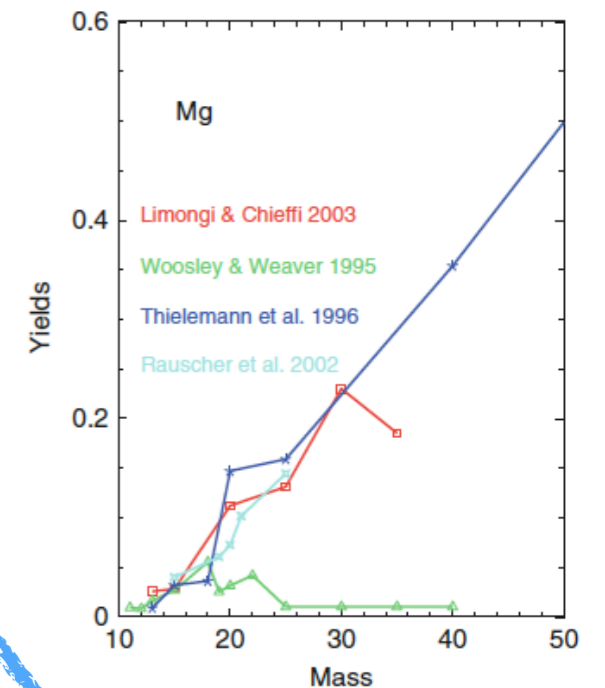 0.6
Mg
Limongi & Chieffi 2003
0.4
Woosley & Weaver 1995
Thielemann et al. 1996
Rauscher et al. 2002
Yields
0.2
0
10 20 30 40 50
Mass